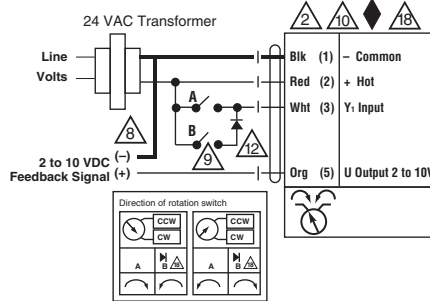 24 VAC Transformer
2 10 18
Line
Volts
Blk (1) – Common
Red (2) + Hot
A
Wht (3) Y1 Input
8
B
12
9
2 to 10 VDC (–)
Feedback Signal (+)
Org (5) U Output 2 to 10V
Direction of rotation switch
CCW
CW
CCW
CW
A B 18 A B 18